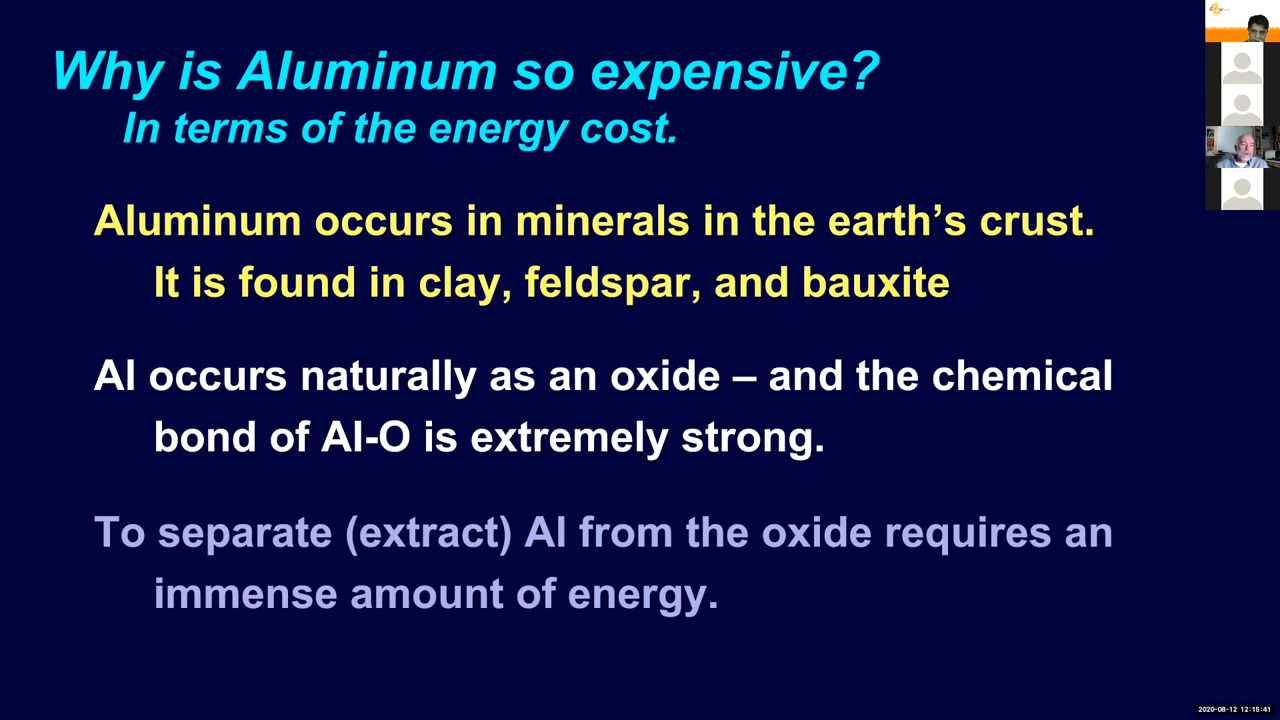 Why is Aluminum so expensive?
In terms of the energy cost.
Aluminum occurs in minerals in the earth’s crust.
It is found in clay, feldspar, and bauxite
Al occurs naturally as an oxide – and the chemical
bond of Al-O is extremely strong.
To separate (extract) Al from the oxide requires an
immense amount of energy.
2020-08-12 12:15:41